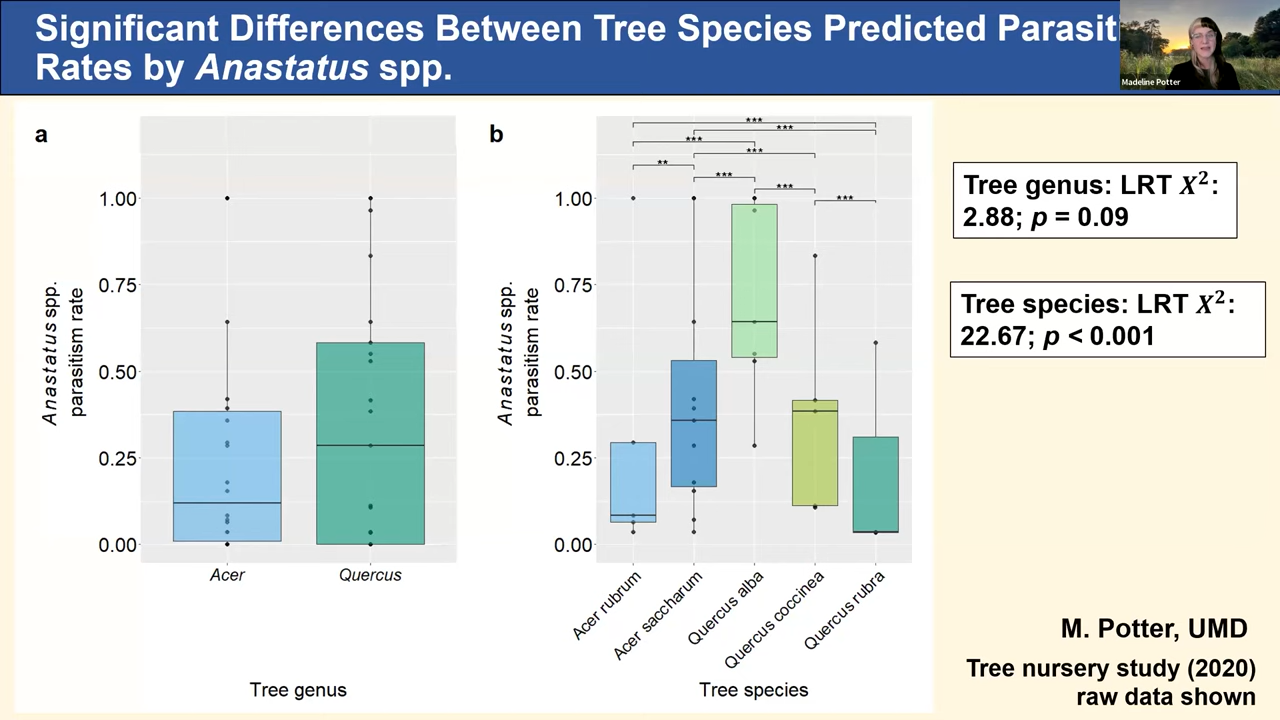 Significant Differences Between Tree Species Predicted Parasit
Rates by Anastatus spp.
Madeline Potter
a
Anastatus spp.
parasitism rate
1.00
0.75
0.50
0.25
0.00
Acer
Quercus
Tree genus
b
Anastatus spp.
parasitism rate
1.00
0.75
0.50
0.25
0.00
***
***
***
***
**
***
***
***
Acer rubrum
Acer saccharum
Quercus alba
Quercus coccinea
Quercus rubra
Tree species
Tree genus: LRT X²:
2.88; p = 0.09
Tree species: LRT X²:
22.67; p < 0.001
M. Potter, UMD
Tree nursery study (2020)
raw data shown